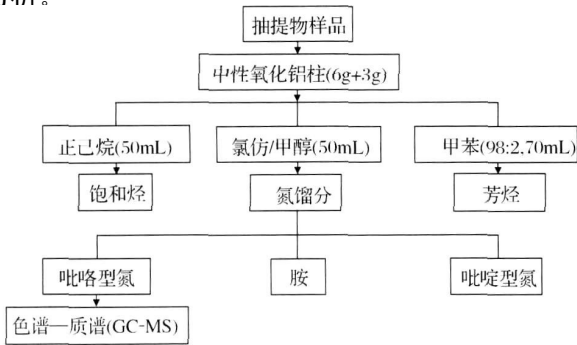 抽提物样品
中性氧化铝柱(6g+3g)
正己烷(50mL)
氯仿/甲醇(50mL)
甲苯(98:2,70mL)
饱和烃
氮馏分
芳烃
吡咯型氮
胺
吡啶型氮
色谱—质谱(GC-MS)